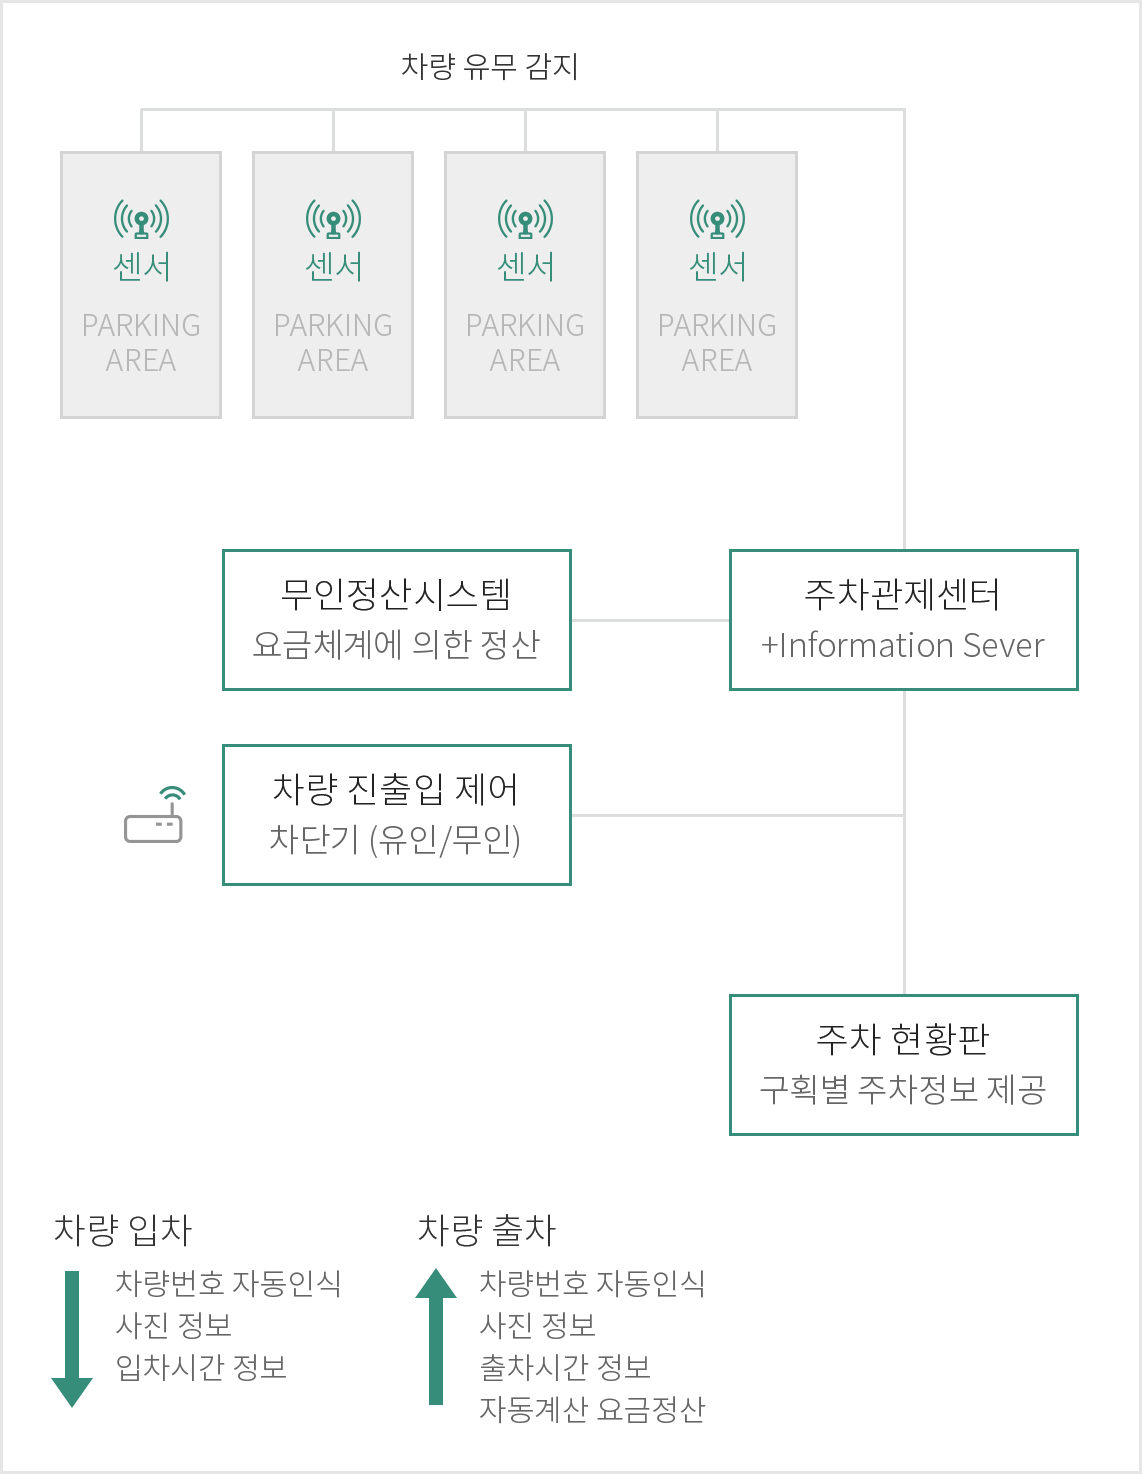 차량 유무 감지
센서 센서 센서 센서
PARKING PARKING PARKING PARKING
AREA AREA AREA AREA
무인정산시스템
요금체계에 의한 정산
주차관제센터
+Information Sever
차량 진출입 제어
차단기 (유인/무인)
주차 현황판
구획별 주차정보 제공
차량 입차
차량번호 자동인식
사진 정보
입차시간 정보
차량 출차
차량번호 자동인식
사진 정보
출차시간 정보
자동계산 요금정산